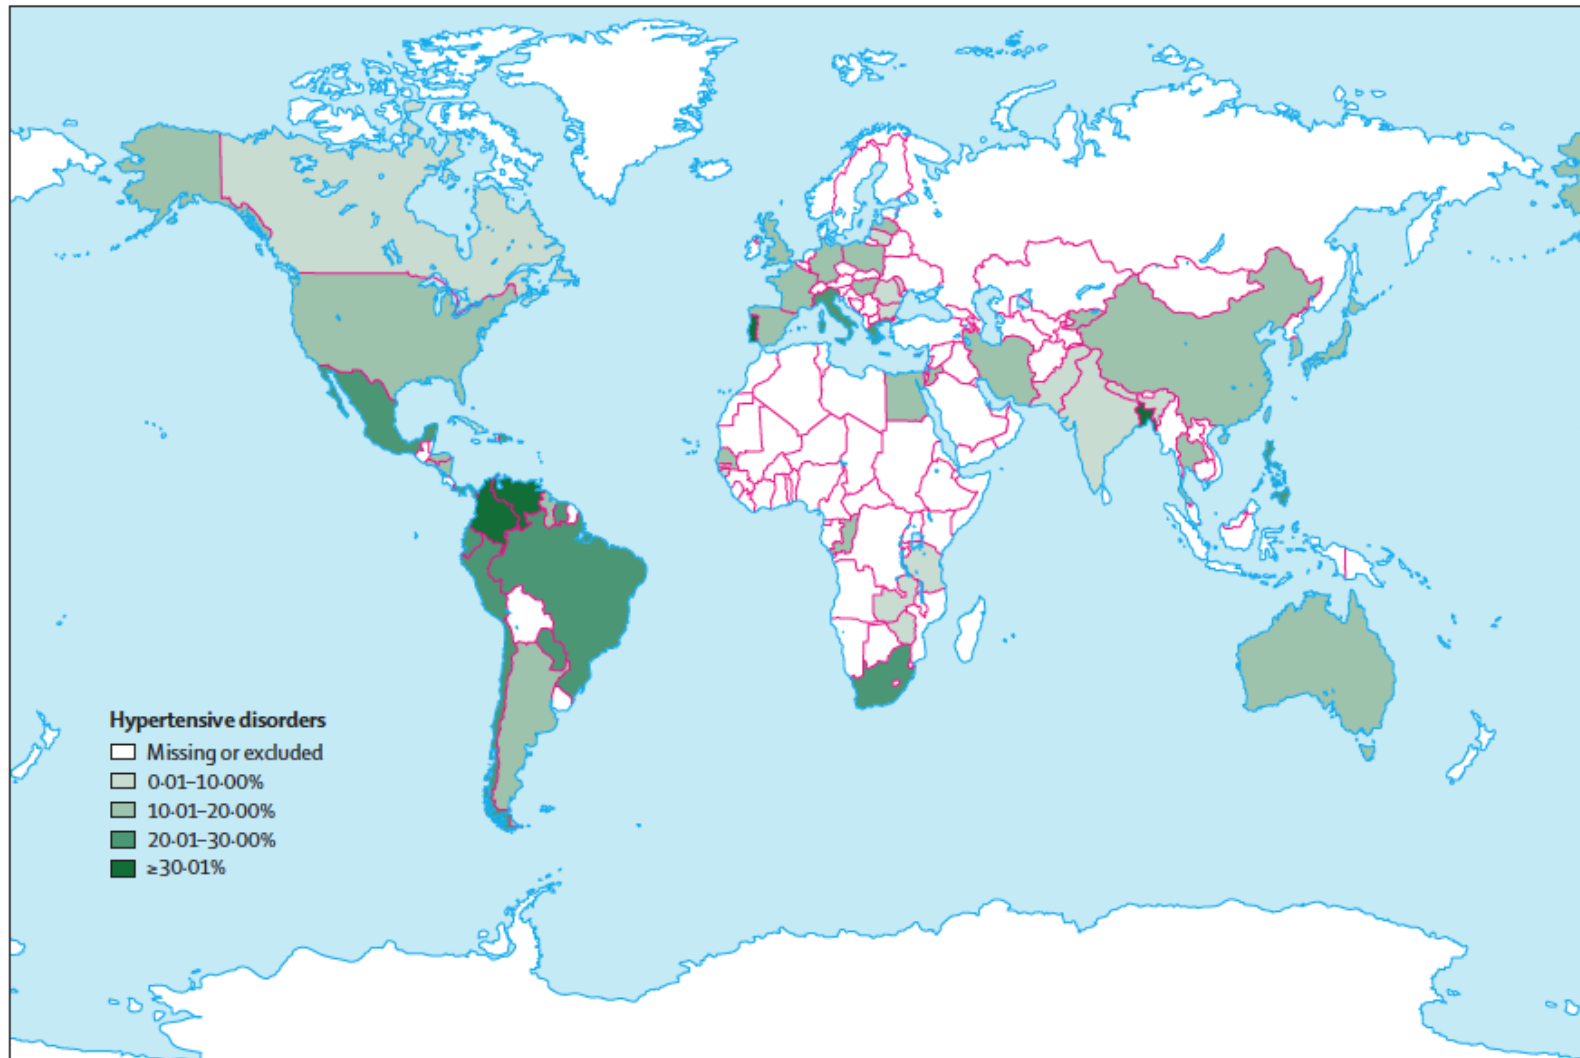 Hypertensive disorders
Missing or excluded
0·01–10·00%
10·01–20·00%
20·01–30·00%
≥30·01%